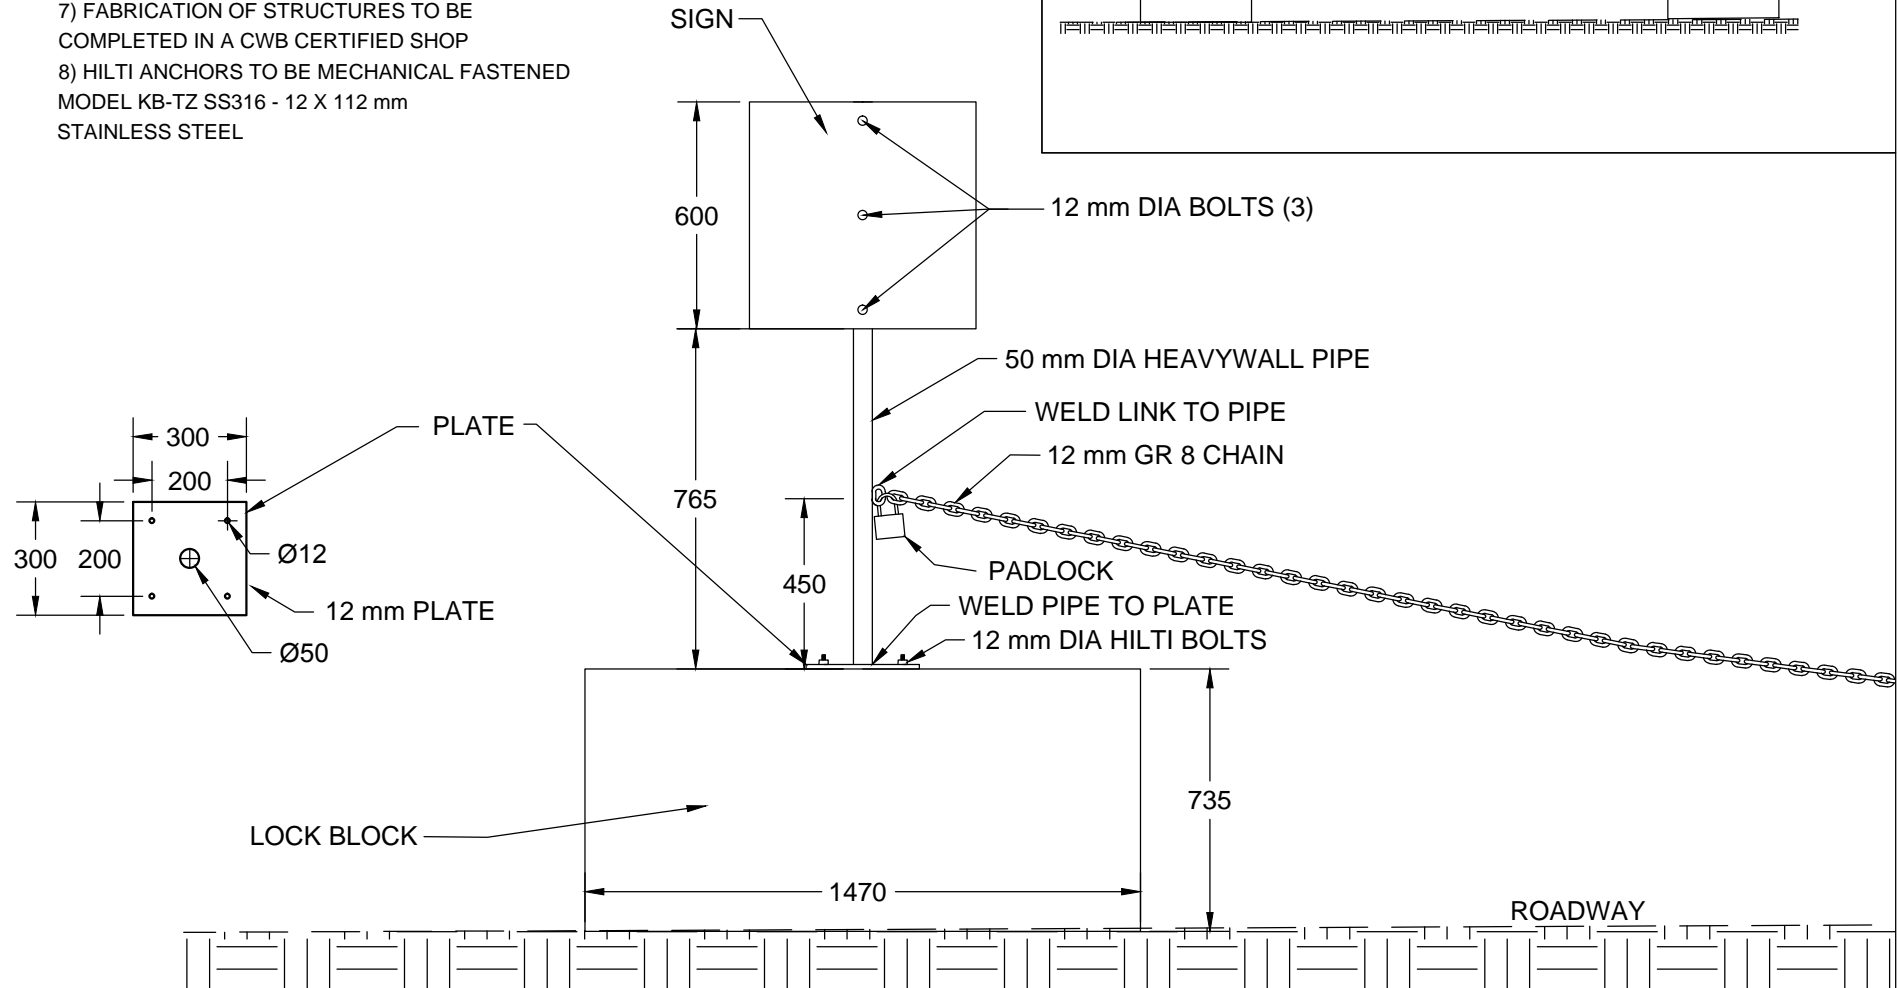 7) FABRICATION OF STRUCTURES TO BE
COMPLETED IN A CWB CERTIFIED SHOP
8) HILTI ANCHORS TO BE MECHANICAL FASTENED
MODEL KB-TZ SS316 - 12 X 112 mm
STAINLESS STEEL
SIGN
600
12 mm DIA BOLTS (3)
50 mm DIA HEAVYWALL PIPE
WELD LINK TO PIPE
12 mm GR 8 CHAIN
PLATE
300
200
765
300
200
Ø12
450
PADLOCK
WELD PIPE TO PLATE
12 mm PLATE
12 mm DIA HILTI BOLTS
Ø50
735
LOCK BLOCK
1470
ROADWAY